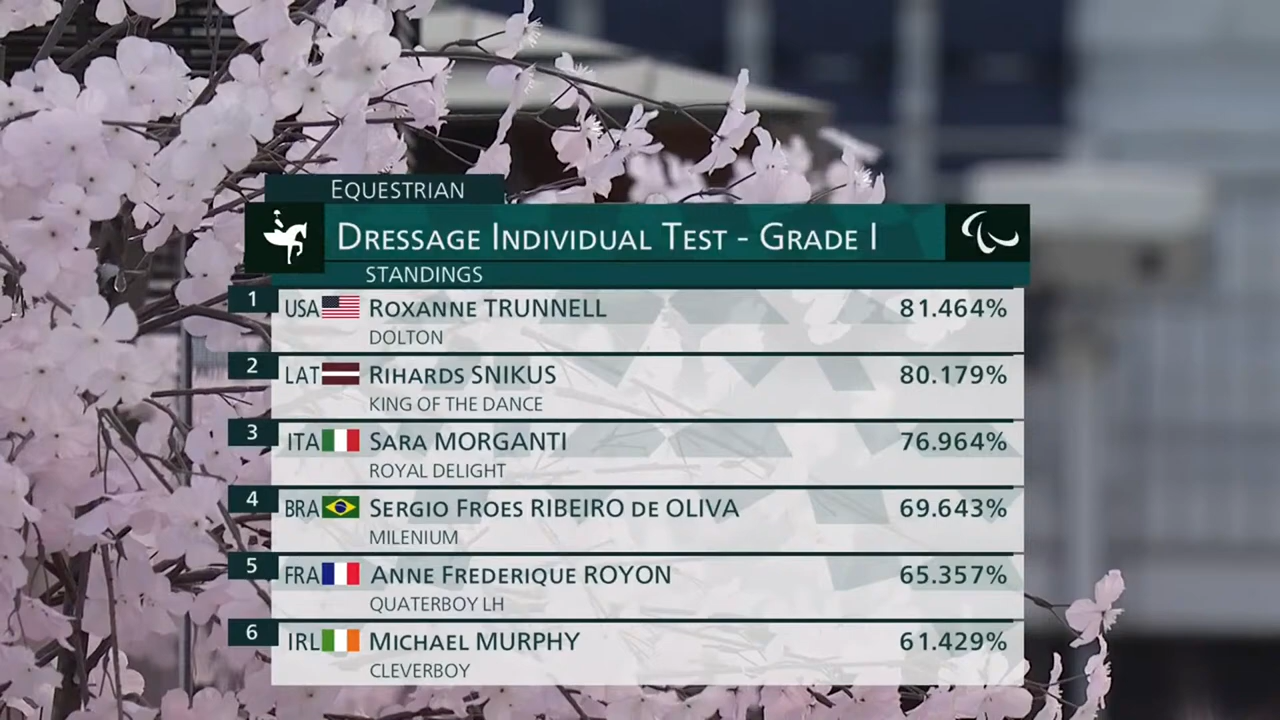 EQUESTRIAN
DRESSAGE INDIVIDUAL TEST - GRADE I
STANDINGS
1 USA ROXANNE TRUNNELL 81.464%
DOLTON
2 LAT RIHARDS SNIKUS 80.179%
KING OF THE DANCE
3 ITA SARA MORGANTI 76.964%
ROYAL DELIGHT
4 BRA SERGIO FROES RIBEIRO DE OLIVA 69.643%
MILENIUM
5 FRA ANNE FREDERIQUE ROYON 65.357%
QUATERBOY LH
6 IRL MICHAEL MURPHY 61.429%
CLEVERBOY